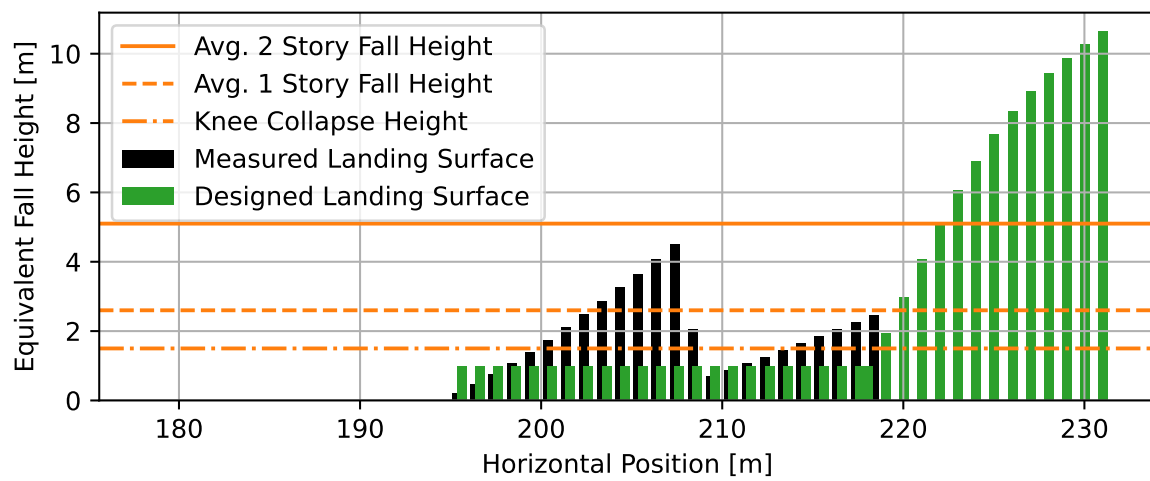 Equivalent Fall Height [m]
10
8
6
4
2
0
Avg. 2 Story Fall Height
Avg. 1 Story Fall Height
Knee Collapse Height
Measured Landing Surface
Designed Landing Surface
180
190
200
210
220
230
Horizontal Position [m]